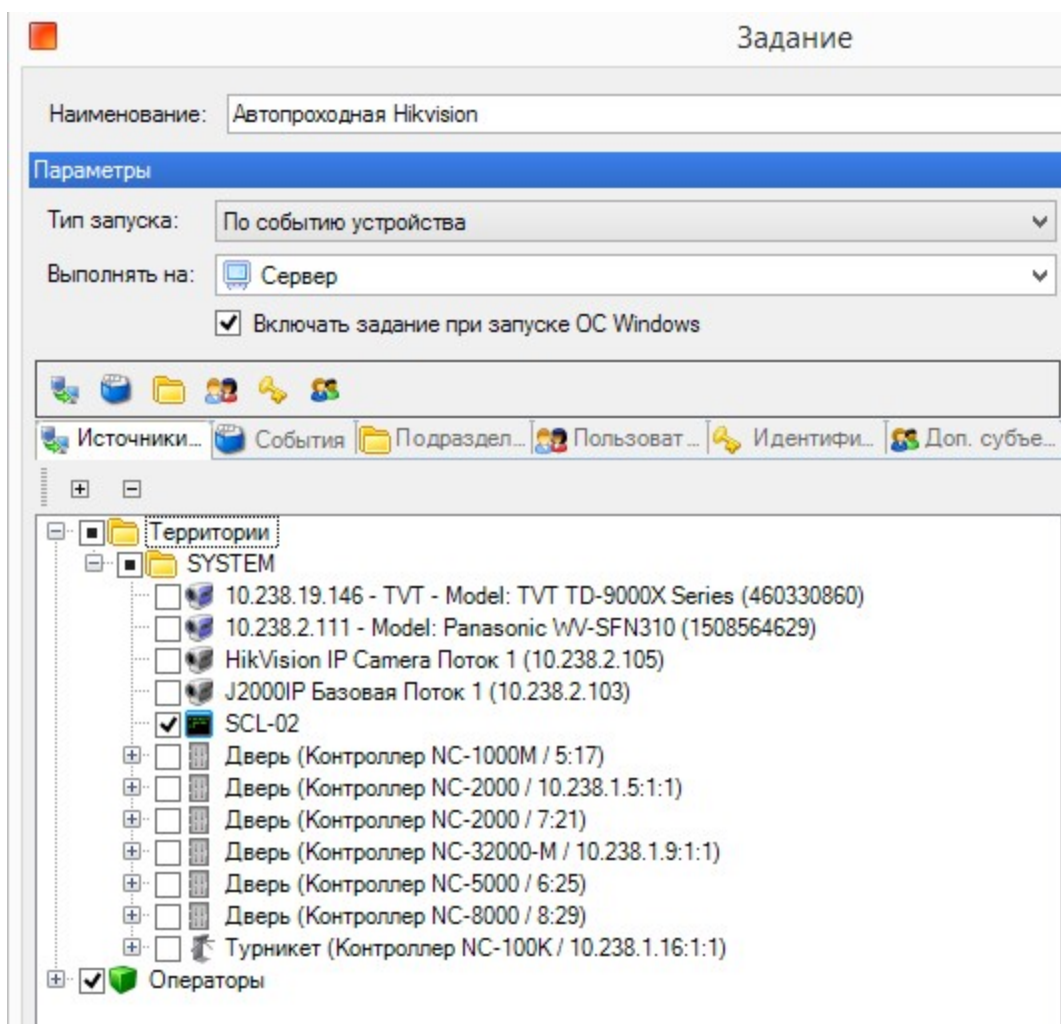 Задание
Наименование: Автопроходная Hikvision
Параметры
Тип запуска: По событию устройства
Выполнять на: Сервер
Включать задание при запуске ОС Windows
Источники... События Подраздел... Пользоват... Идентифи... Доп. субъе...
Территории
SYSTEM
10.238.19.146 - TVT - Model: TVT TD-9000X Series (460330860)
10.238.2.111 - Model: Panasonic WV-SFN310 (1508564629)
HikVision IP Camera Поток 1 (10.238.2.105)
J2000IP Базовая Поток 1 (10.238.2.103)
SCL-02
Дверь (Контроллер NC-1000M / 5:17)
Дверь (Контроллер NC-2000 / 10.238.1.5:1:1)
Дверь (Контроллер NC-2000 / 7:21)
Дверь (Контроллер NC-32000-M / 10.238.1.9:1:1)
Дверь (Контроллер NC-5000 / 6:25)
Дверь (Контроллер NC-8000 / 8:29)
Турникет (Контроллер NC-100K / 10.238.1.16:1:1)
Операторы